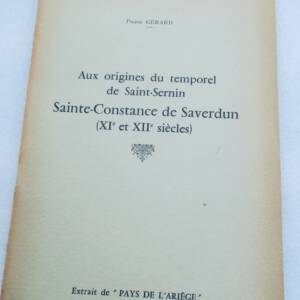 Pierre GÉRARD
Aux origines du temporel
de Saint-Sernin
Sainte-Constance de Saverdun
(XIe et XIIe siècles)
Extrait de " PAYS DE L'ARIÈGE "